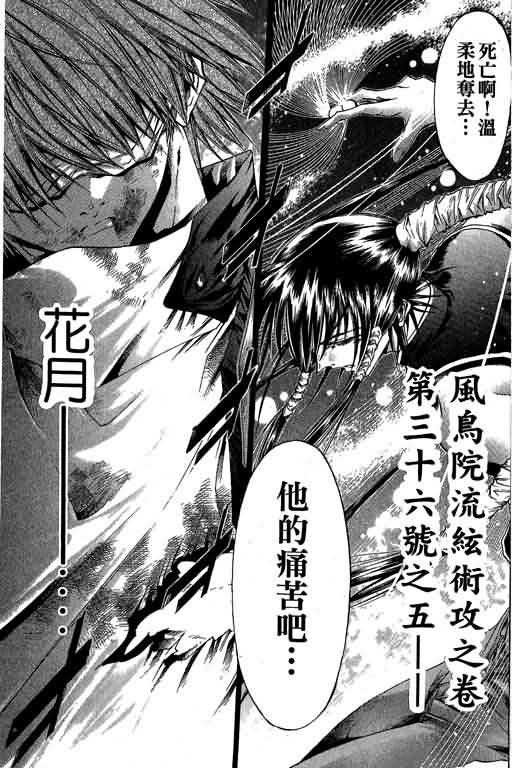 死亡啊！溫
柔地奪去…
風鳥院流絃術攻之卷
第三十六號之五——
他的痛苦吧…
花月——…